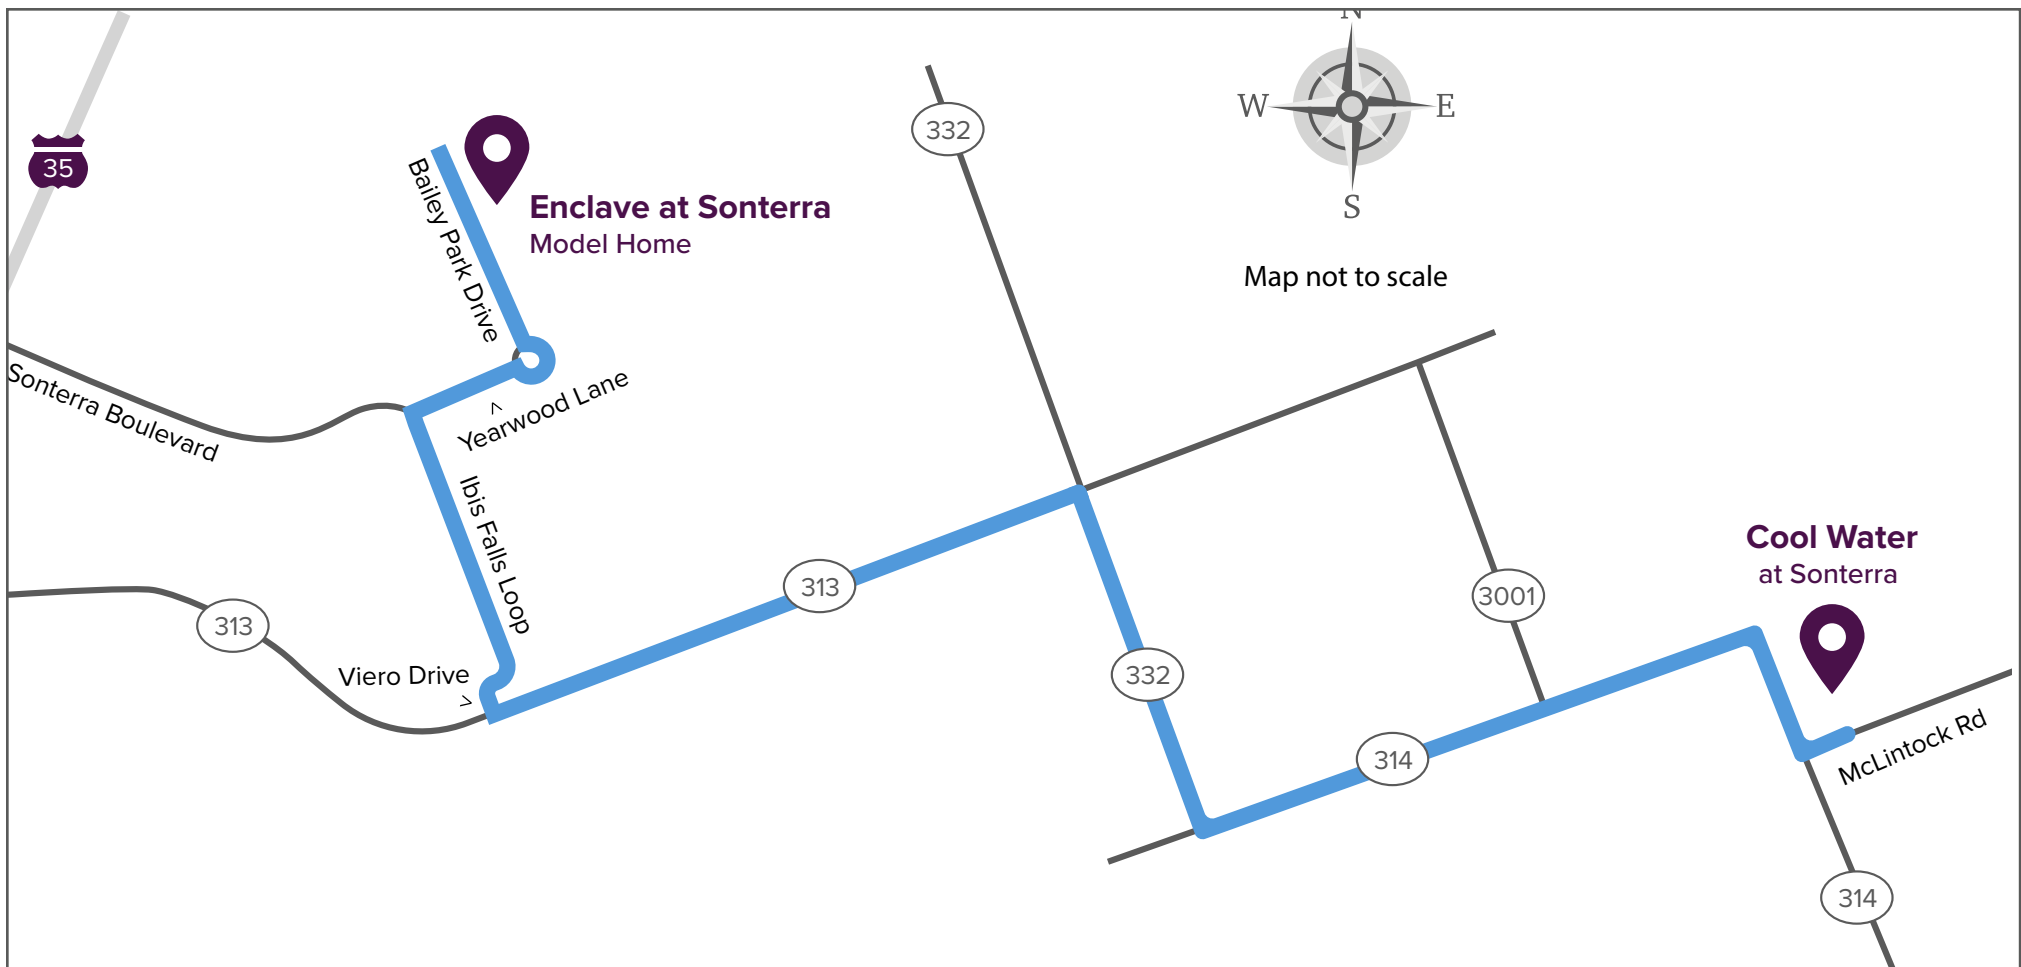 N
W
E
S
35
332
Bailey Park Drive
Enclave at Sonterra
Model Home
Map not to scale
Sonterra Boulevard
^
Yearwood Lane
Ibis Falls Loop
313
313
Viero Drive
^
332
3001
314
Cool Water
at Sonterra
McLintock Rd
314